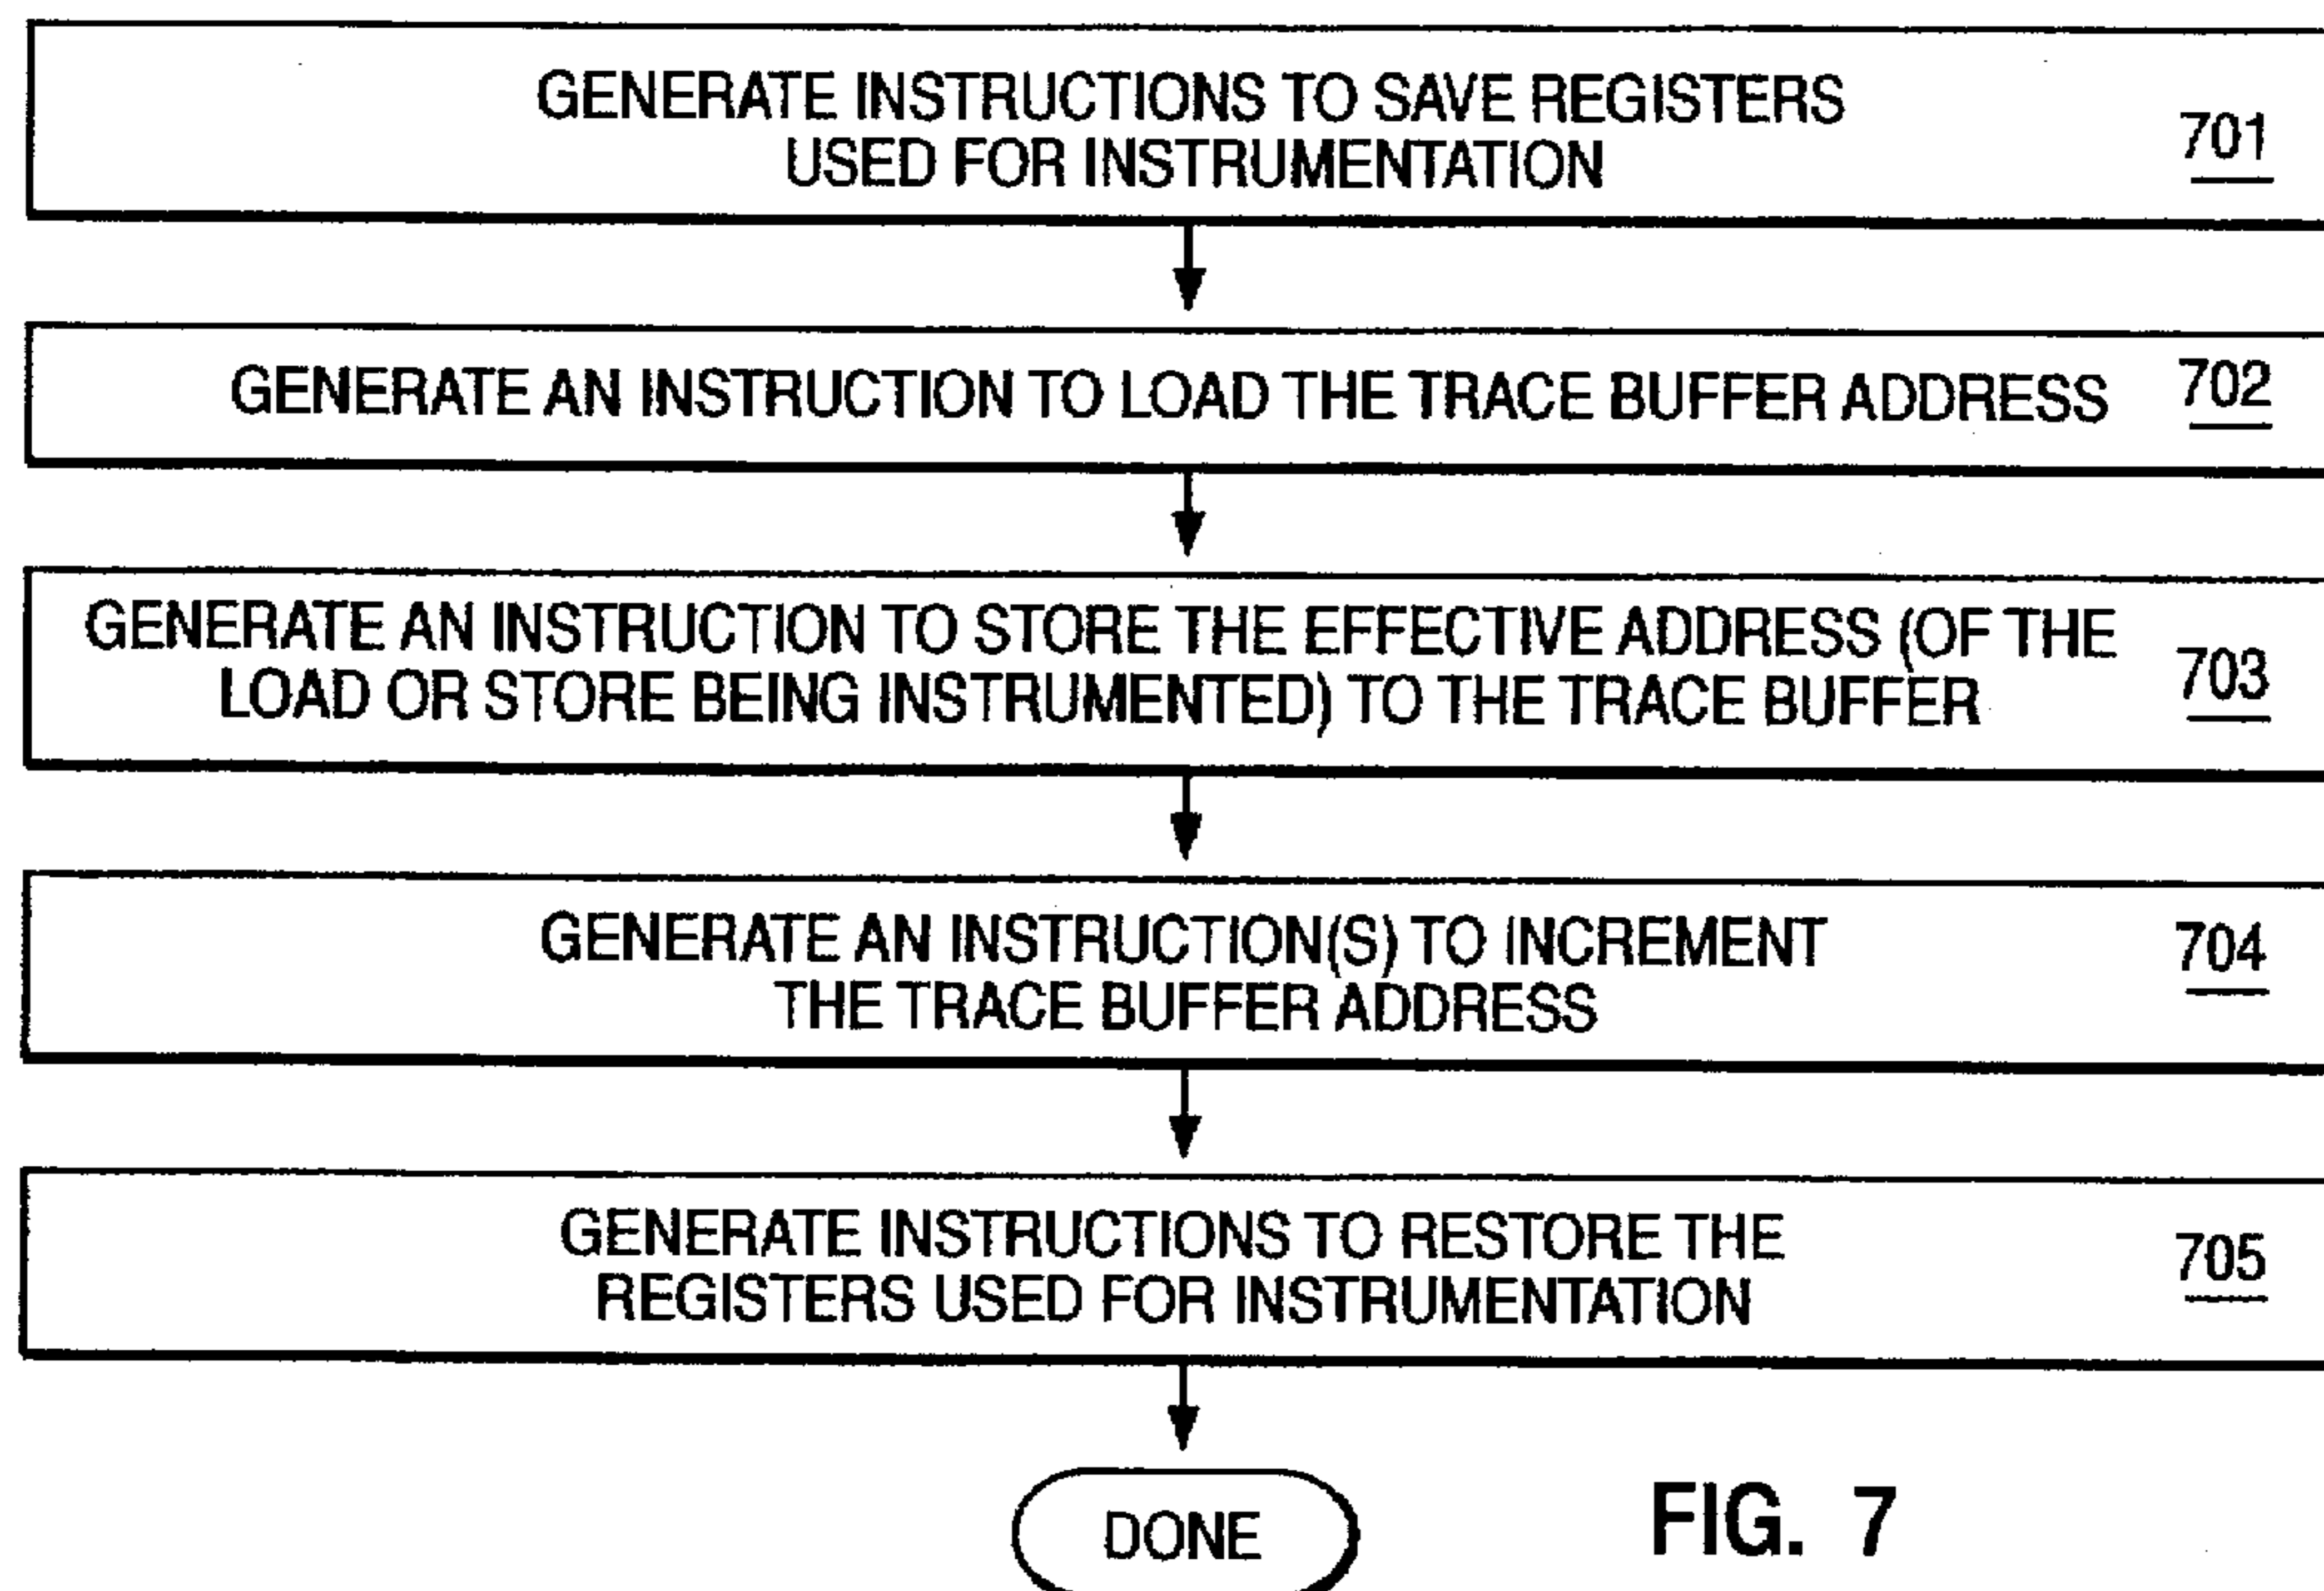 GENERATE INSTRUCTIONS TO SAVE REGISTERS
USED FOR INSTRUMENTATION
701
GENERATE AN INSTRUCTION TO LOAD THE TRACE BUFFER ADDRESS
702
GENERATE AN INSTRUCTION TO STORE THE EFFECTIVE ADDRESS (OF THE
LOAD OR STORE BEING INSTRUMENTED) TO THE TRACE BUFFER
703
GENERATE AN INSTRUCTION(S) TO INCREMENT
THE TRACE BUFFER ADDRESS
704
GENERATE INSTRUCTIONS TO RESTORE THE
REGISTERS USED FOR INSTRUMENTATION
705
DONE
FIG. 7